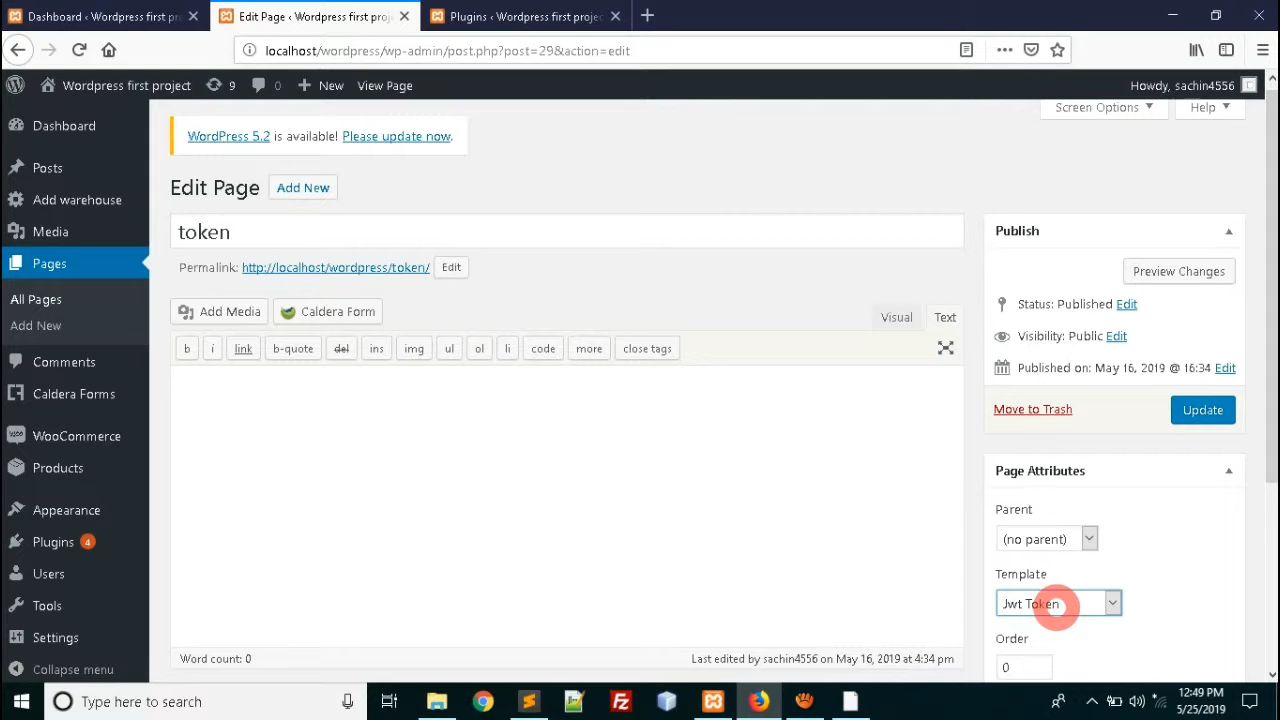 Dashboard ‹ Wordpress first pro
Edit Page ‹ Wordpress first proje
Plugins ‹ Wordpress first projec
localhost/wordpress/wp-admin/post.php?post=29&action=edit
Wordpress first project
9
0
New
View Page
Howdy, sachin4556
Screen Options
Help
Dashboard
Posts
Add warehouse
Media
Pages
All Pages
Add New
Comments
Caldera Forms
WooCommerce
Products
Appearance
Plugins 4
Users
Tools
Settings
Collapse menu
WordPress 5.2 is available! Please update now.
Edit Page
Add New
token
Permalink: http://localhost/wordpress/token/
Edit
Add Media
Caldera Form
Visual
Text
b
i
link
b-quote
del
ins
img
ul
ol
li
code
more
close tags
Word count: 0
Last edited by sachin4556 on May 16, 2019 at 4:34 pm
Publish
Preview Changes
Status: Published Edit
Visibility: Public Edit
Published on: May 16, 2019 @ 16:34 Edit
Move to Trash
Update
Page Attributes
Parent
(no parent)
Template
Jwt Token
Order
0
Type here to search
12:49 PM
5/25/2019